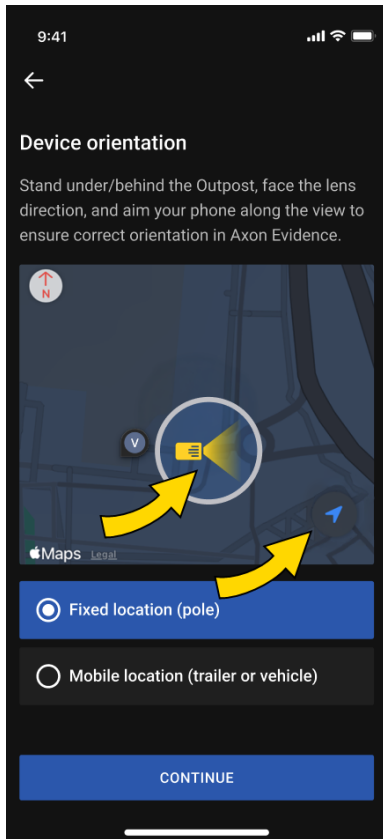 9:41
Device orientation
Stand under/behind the Outpost, face the lens
direction, and aim your phone along the view to
ensure correct orientation in Axon Evidence.
N
V
Maps Legal
Fixed location (pole)
Mobile location (trailer or vehicle)
CONTINUE